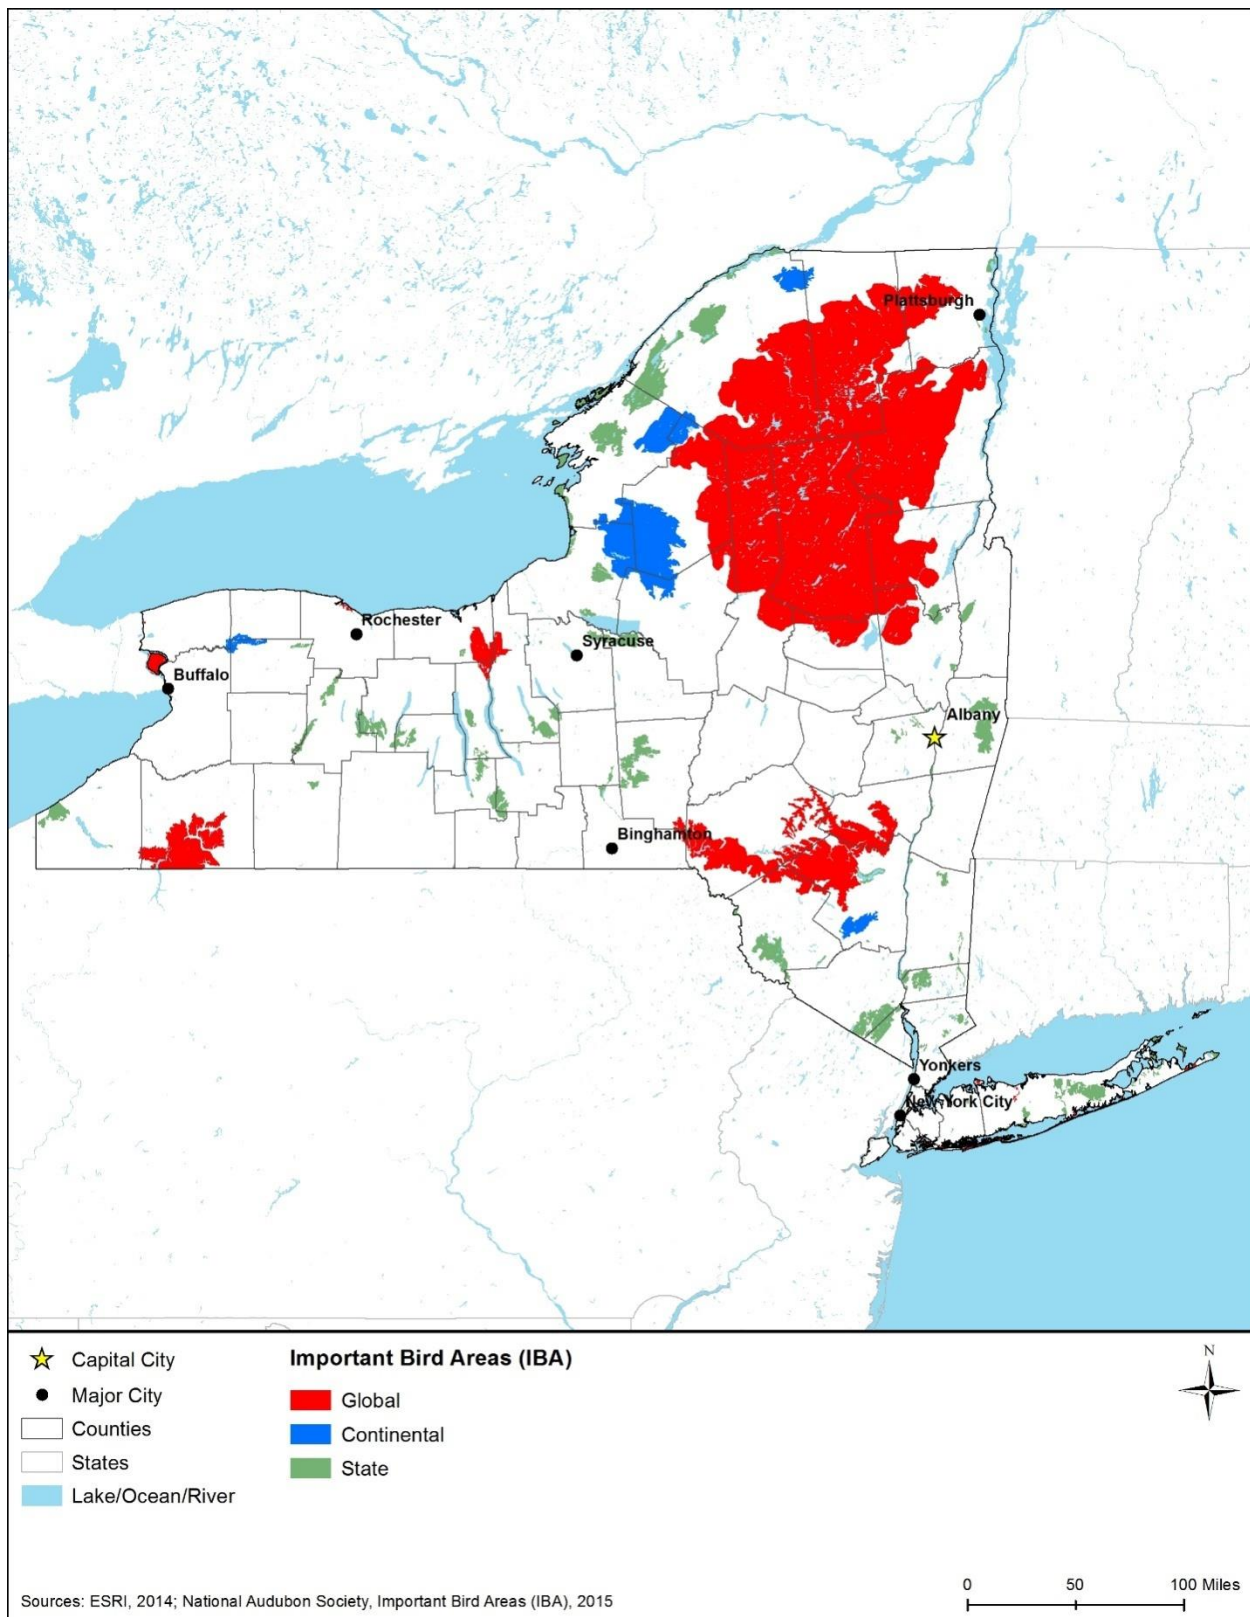 Plattsburgh
Rochester
Syracuse
Buffalo
Albany
Binghamton
Yonkers
New York City
Capital City
Major City
Counties
States
Lake/Ocean/River
Important Bird Areas (IBA)
Global
Continental
State
N
0 50 100 Miles
Sources: ESRI, 2014; National Audubon Society, Important Bird Areas (IBA), 2015